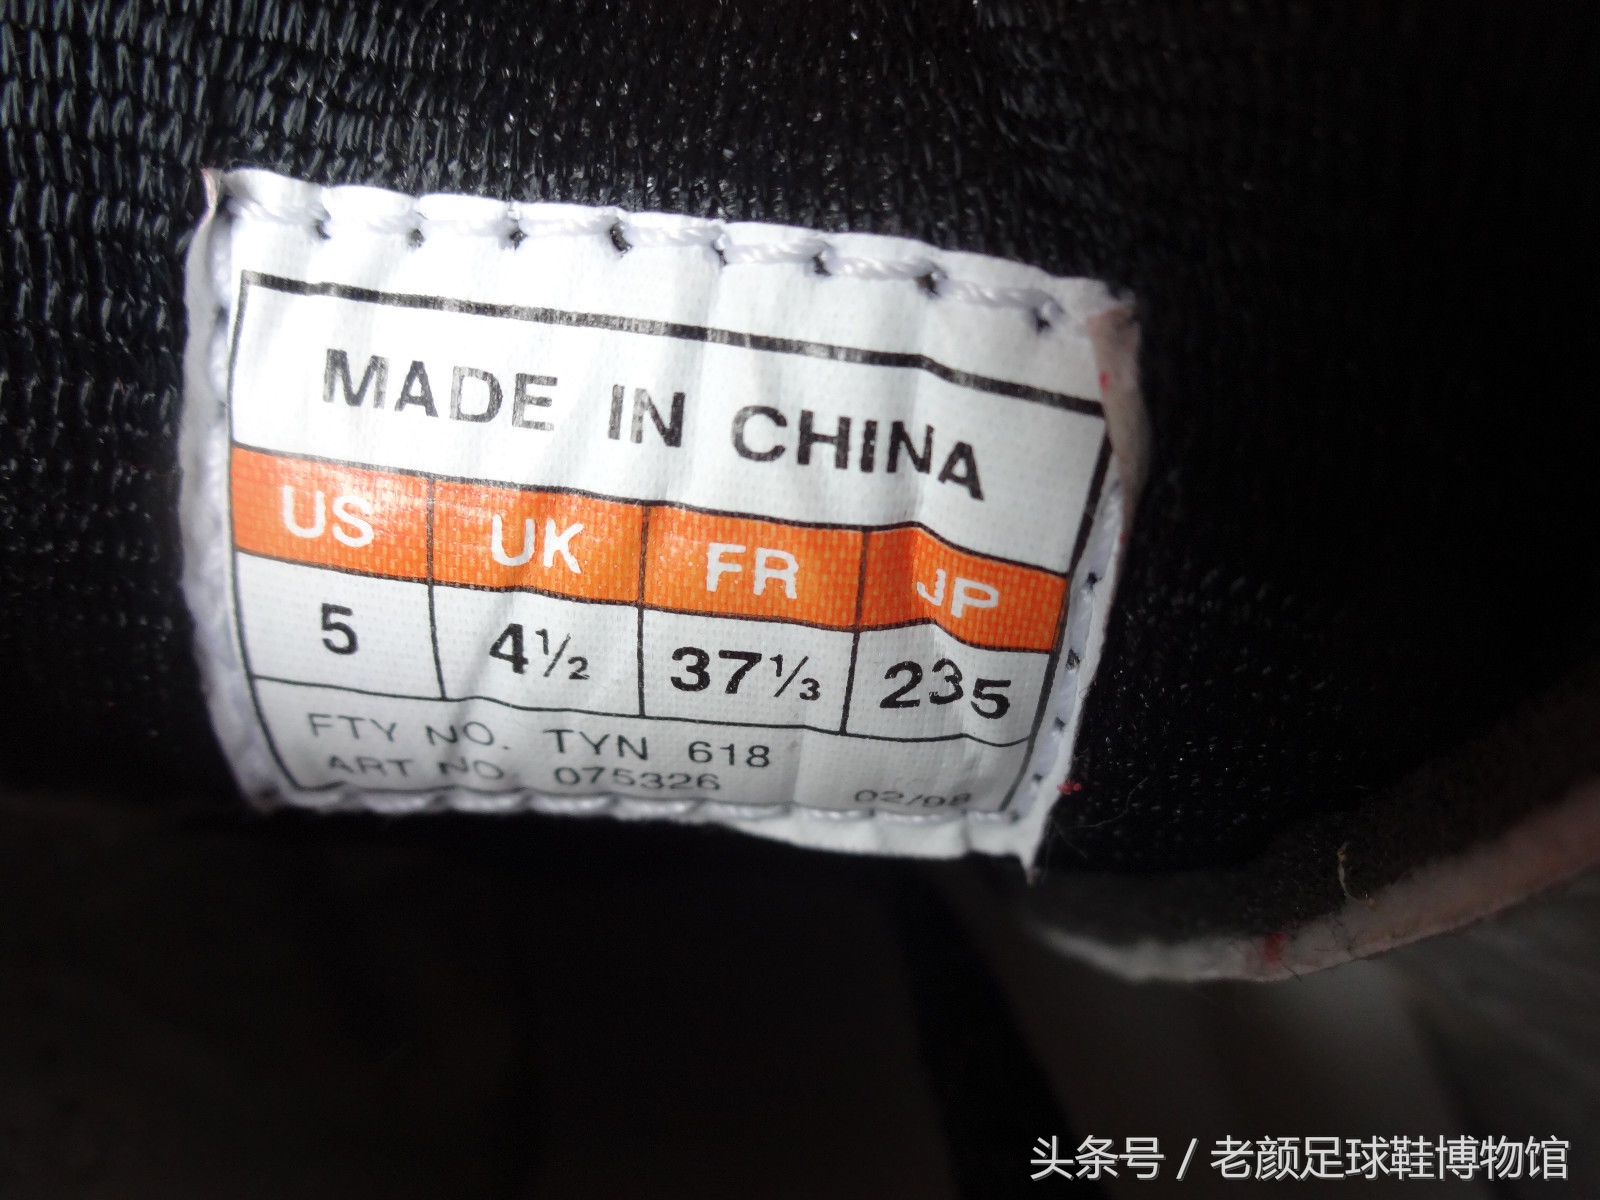 MADE IN CHINA
US UK FR JP
5 4½ 37⅓ 235
FTY NO. TYN 618
ART NO. 075326 02/08
头条号 / 老颜足球鞋博物馆